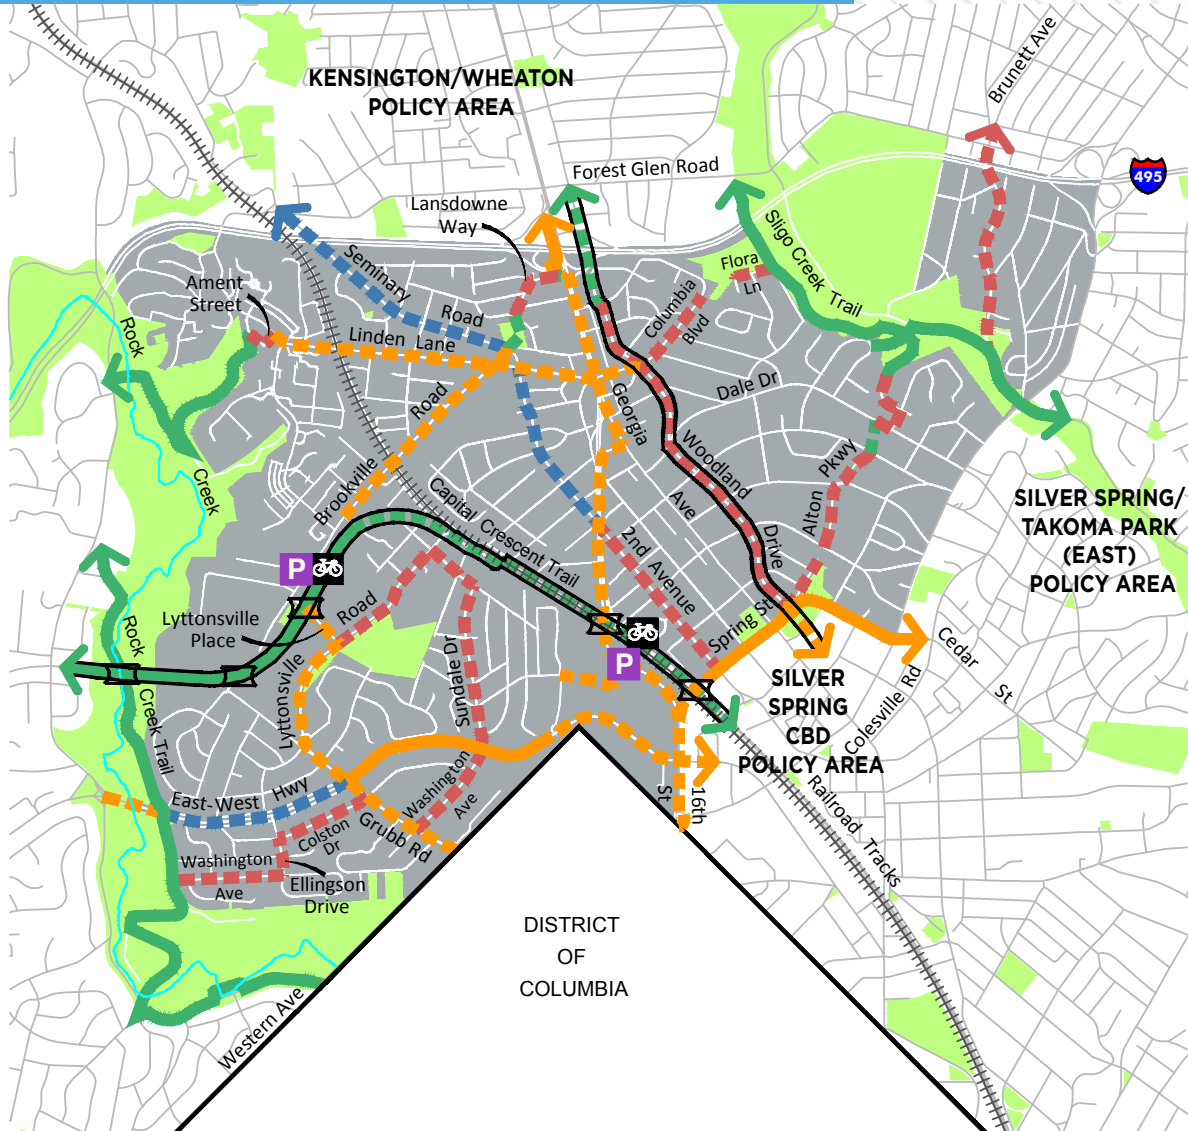 Brunett Ave
KENSINGTON/WHEATON
POLICY AREA
495
Forest Glen Road
Lansdowne
Way
Sligo Creek Trail
Flora
Ln
Seminary
Road
Ament
Street
Columbia
Blvd
Rock
Creek
Linden Lane
Dale Dr
Georgia
Ave
Brookville
Road
Woodland
Drive
Alton
Pkwy
Capital Crescent Trail
SILVER SPRING/
TAKOMA PARK
(EAST)
POLICY AREA
2nd Avenue
P
Lyttonsville
Place
Lyttonsville
Road
Sundale Dr
Spring St
P
Cedar
St
Rock
Creek Trail
SILVER
SPRING
CBD
POLICY AREA
Colesville Rd
East-West Hwy
Washington
Ave
16th
St
Railroad Tracks
Colston
Dr
Grubb Rd
Washington
Ave
Ellingson
Drive
DISTRICT
OF
COLUMBIA
Western Ave